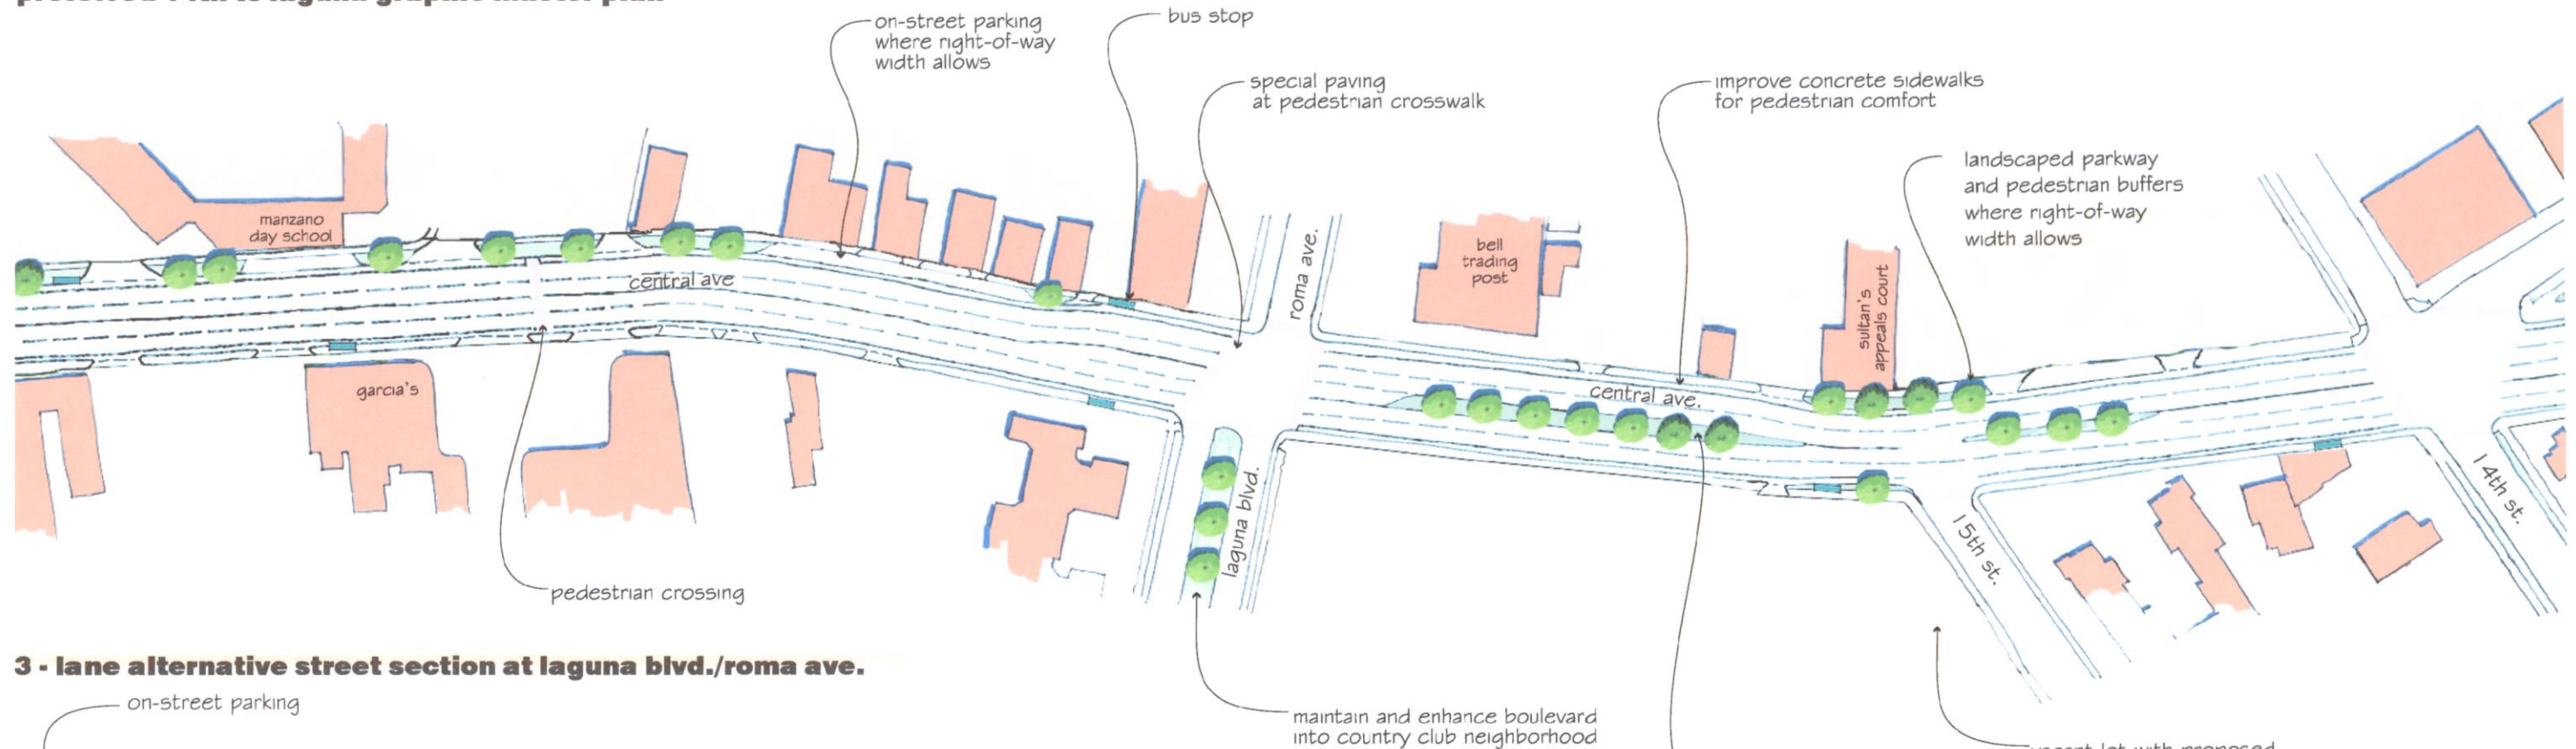 on-street parking
where right-of-way
width allows
bus stop
special paving
at pedestrian crosswalk
improve concrete sidewalks
for pedestrian comfort
landscaped parkway
and pedestrian buffers
where right-of-way
width allows
manzano
day school
central ave
roma ave.
bell
trading
post
sultan's
appeals court
central ave.
garcia's
laguna blvd.
15th st.
14th st.
pedestrian crossing
3 - lane alternative street section at laguna blvd./roma ave.
on-street parking
maintain and enhance boulevard
into country club neighborhood
vacant lot with proposed